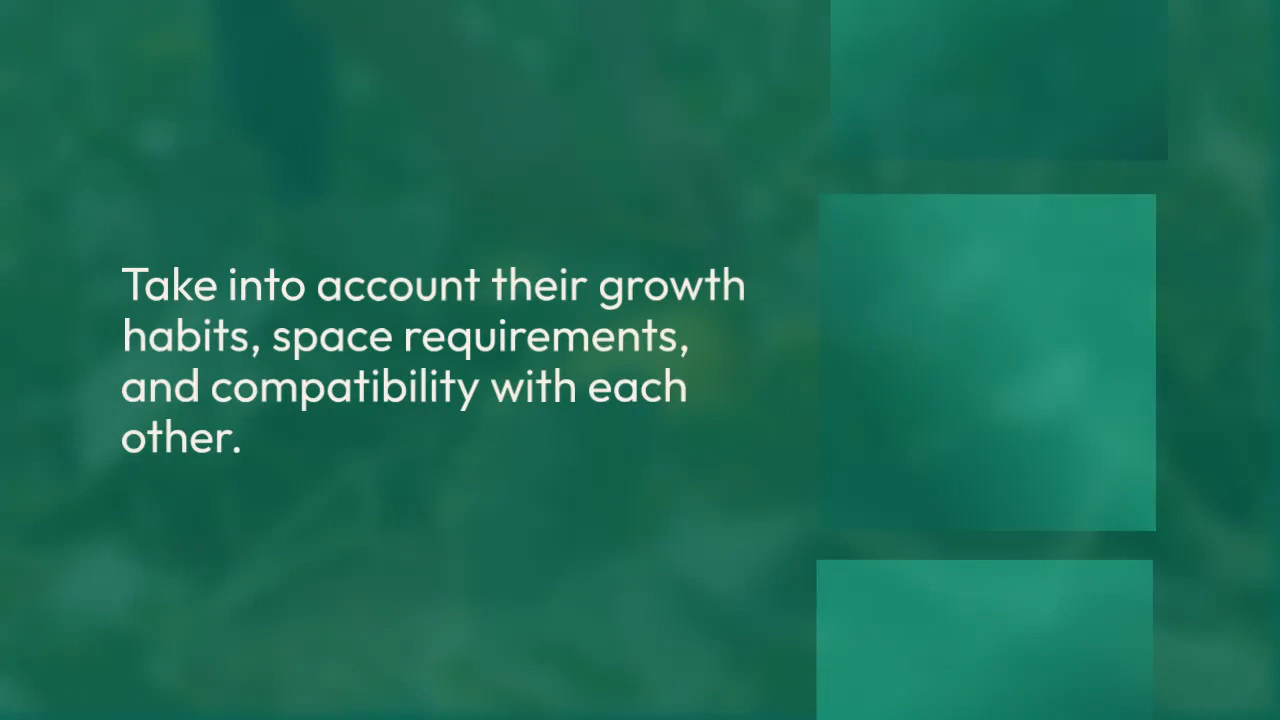 Take into account their growth
habits, space requirements,
and compatibility with each
other.